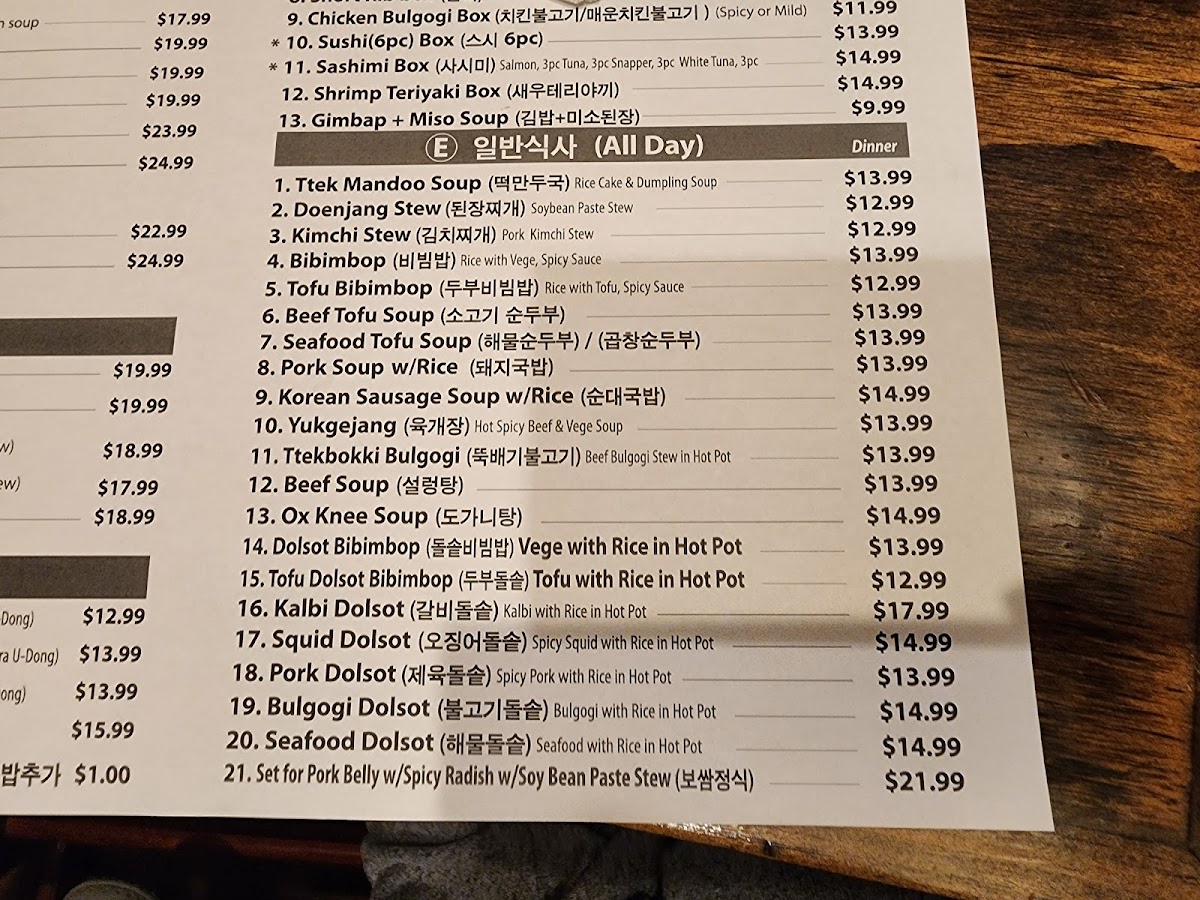 n soup $17.99
$19.99
$19.99
$19.99
$23.99
$24.99
$22.99
$24.99
$19.99
$19.99
w) $18.99
ew) $17.99
$18.99
-Dong) $12.99
ra U-Dong) $13.99
ong) $13.99
$15.99
밥추가 $1.00
9. Chicken Bulgogi Box (치킨불고기/매운치킨불고기 ) (Spicy or Mild) $11.99
* 10. Sushi(6pc) Box (스시 6pc) $13.99
* 11. Sashimi Box (사시미) Salmon, 3pc Tuna, 3pc Snapper, 3pc White Tuna, 3pc $14.99
12. Shrimp Teriyaki Box (새우테리야끼) $14.99
13. Gimbap + Miso Soup (김밥+미소된장) $9.99
Ⓔ 일반식사 (All Day) Dinner
1. Ttek Mandoo Soup (떡만두국) Rice Cake & Dumpling Soup $13.99
2. Doenjang Stew (된장찌개) Soybean Paste Stew $12.99
3. Kimchi Stew (김치찌개) Pork Kimchi Stew $12.99
4. Bibimbop (비빔밥) Rice with Vege, Spicy Sauce $13.99
5. Tofu Bibimbop (두부비빔밥) Rice with Tofu, Spicy Sauce $12.99
6. Beef Tofu Soup (소고기 순두부) $13.99
7. Seafood Tofu Soup (해물순두부) / (곱창순두부) $13.99
8. Pork Soup w/Rice (돼지국밥) $13.99
9. Korean Sausage Soup w/Rice (순대국밥) $14.99
10. Yukgejang (육개장) Hot Spicy Beef & Vege Soup $13.99
11. Ttekbokki Bulgogi (뚝배기불고기) Beef Bulgogi Stew in Hot Pot $13.99
12. Beef Soup (설렁탕) $13.99
13. Ox Knee Soup (도가니탕) $14.99
14. Dolsot Bibimbop (돌솥비빔밥) Vege with Rice in Hot Pot $13.99
15. Tofu Dolsot Bibimbop (두부돌솥) Tofu with Rice in Hot Pot $12.99
16. Kalbi Dolsot (갈비돌솥) Kalbi with Rice in Hot Pot $17.99
17. Squid Dolsot (오징어돌솥) Spicy Squid with Rice in Hot Pot $14.99
18. Pork Dolsot (제육돌솥) Spicy Pork with Rice in Hot Pot $13.99
19. Bulgogi Dolsot (불고기돌솥) Bulgogi with Rice in Hot Pot $14.99
20. Seafood Dolsot (해물돌솥) Seafood with Rice in Hot Pot $14.99
21. Set for Pork Belly w/Spicy Radish w/Soy Bean Paste Stew (보쌈정식) $21.99